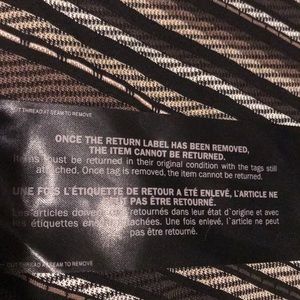 CUT THREAD AT SEAM TO REMOVE
ONCE THE RETURN LABEL HAS BEEN REMOVED,
THE ITEM CANNOT BE RETURNED.
Items must be returned in their original condition with the tags still
attached. Once tag is removed, the item cannot be returned.
UNE FOIS L'ÉTIQUETTE DE RETOUR A ÉTÉ ENLEVÉ, L'ARTICLE NE
PEUT PAS ÊTRE RETOURNÉ.
Les articles doivent être retournés dans leur état d'origine et avec
les étiquettes encore attachées. Une fois enlevé, l'article ne peut
pas être retourné.
CUT THREAD AT SEAM TO REMOVE